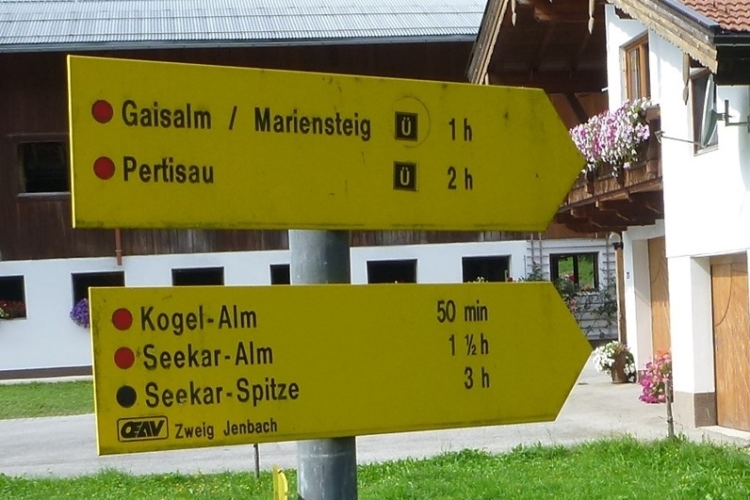 Gaisalm / Mariensteig Ü 1 h
Pertisau Ü 2 h
Kogel-Alm 50 min
Seekar-Alm 1 ½ h
Seekar-Spitze 3 h
OEAV Zweig Jenbach